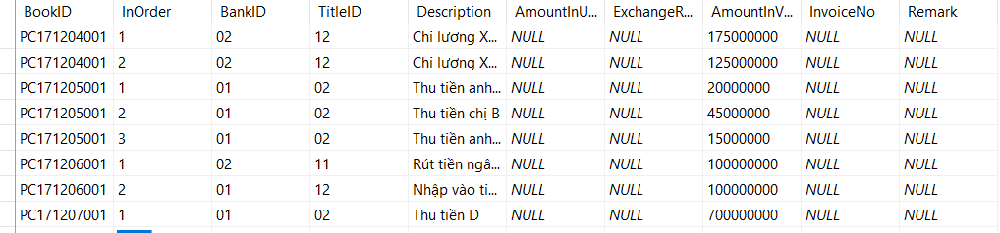 BookID InOrder BankID TitleID Description AmountInU... ExchangeR... AmountInV... InvoiceNo Remark
PC171204001 1 02 12 Chi lương X... NULL NULL 175000000 NULL NULL
PC171204001 2 02 12 Chi lương X... NULL NULL 125000000 NULL NULL
PC171205001 1 01 02 Thu tiền anh... NULL NULL 20000000 NULL NULL
PC171205001 2 01 02 Thu tiền chị B NULL NULL 45000000 NULL NULL
PC171205001 3 01 02 Thu tiền anh... NULL NULL 15000000 NULL NULL
PC171206001 1 02 11 Rút tiền ngâ... NULL NULL 100000000 NULL NULL
PC171206001 2 01 12 Nhập vào ti... NULL NULL 100000000 NULL NULL
PC171207001 1 01 02 Thu tiền D NULL NULL 700000000 NULL NULL